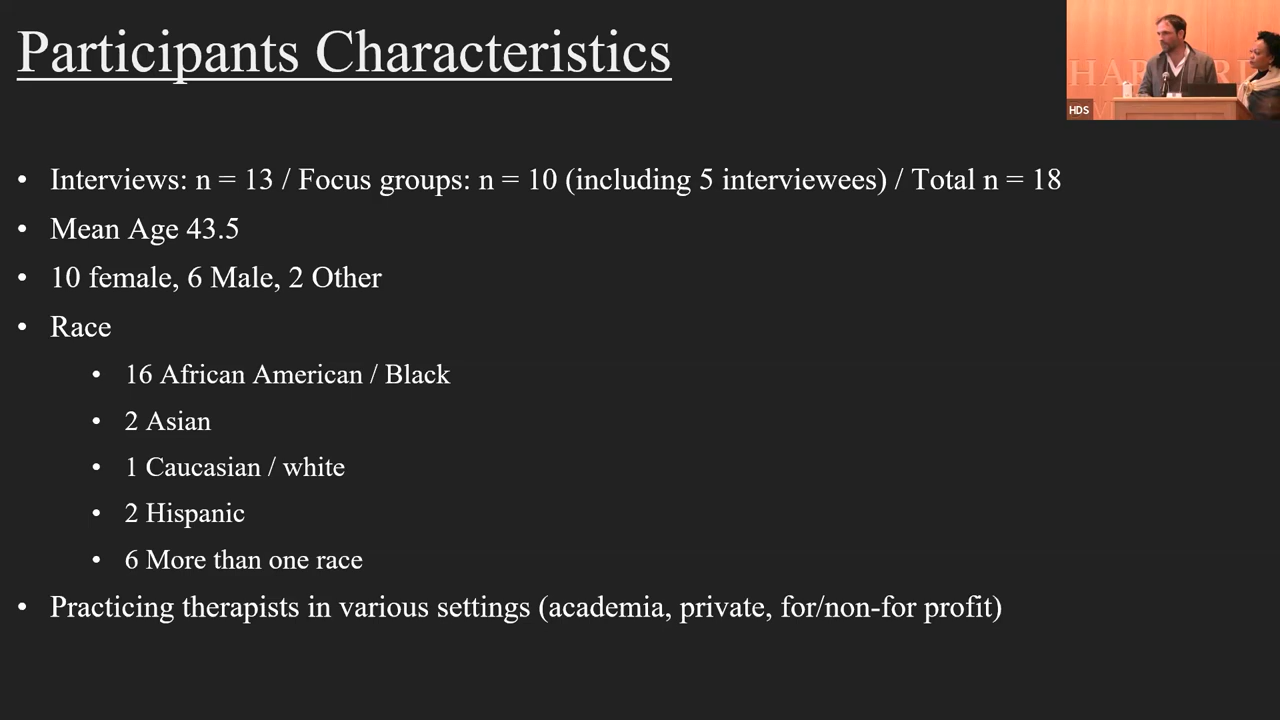 Participants Characteristics
HDS
• Interviews: n = 13 / Focus groups: n = 10 (including 5 interviewees) / Total n = 18
• Mean Age 43.5
• 10 female, 6 Male, 2 Other
• Race
• 16 African American / Black
• 2 Asian
• 1 Caucasian / white
• 2 Hispanic
• 6 More than one race
• Practicing therapists in various settings (academia, private, for/non-for profit)